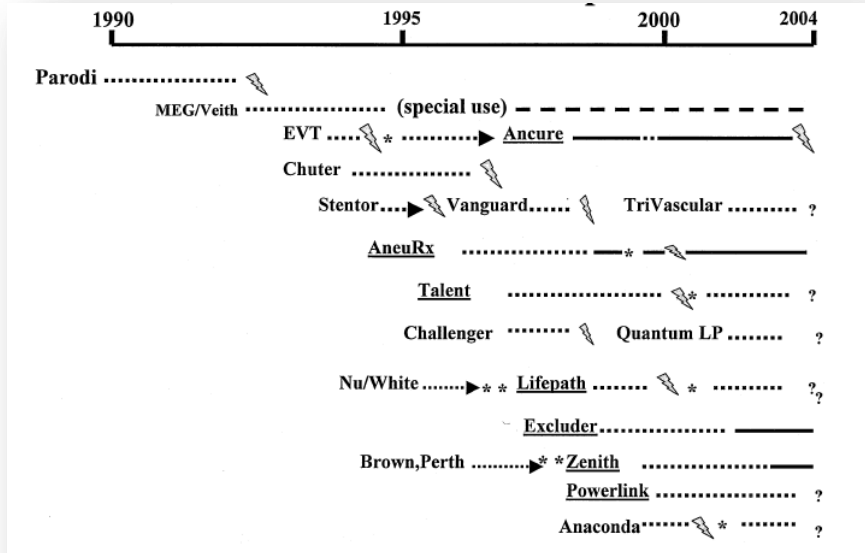 1990 1995 2000 2004
Parodi
MEG/Veith (special use)
EVT * Ancure
Chuter
Stentor Vanguard TriVascular ?
AneuRx *
Talent * ?
Challenger Quantum LP ?
Nu/White * * Lifepath * ?
?
Excluder
Brown,Perth * * Zenith
Powerlink ?
Anaconda * ?